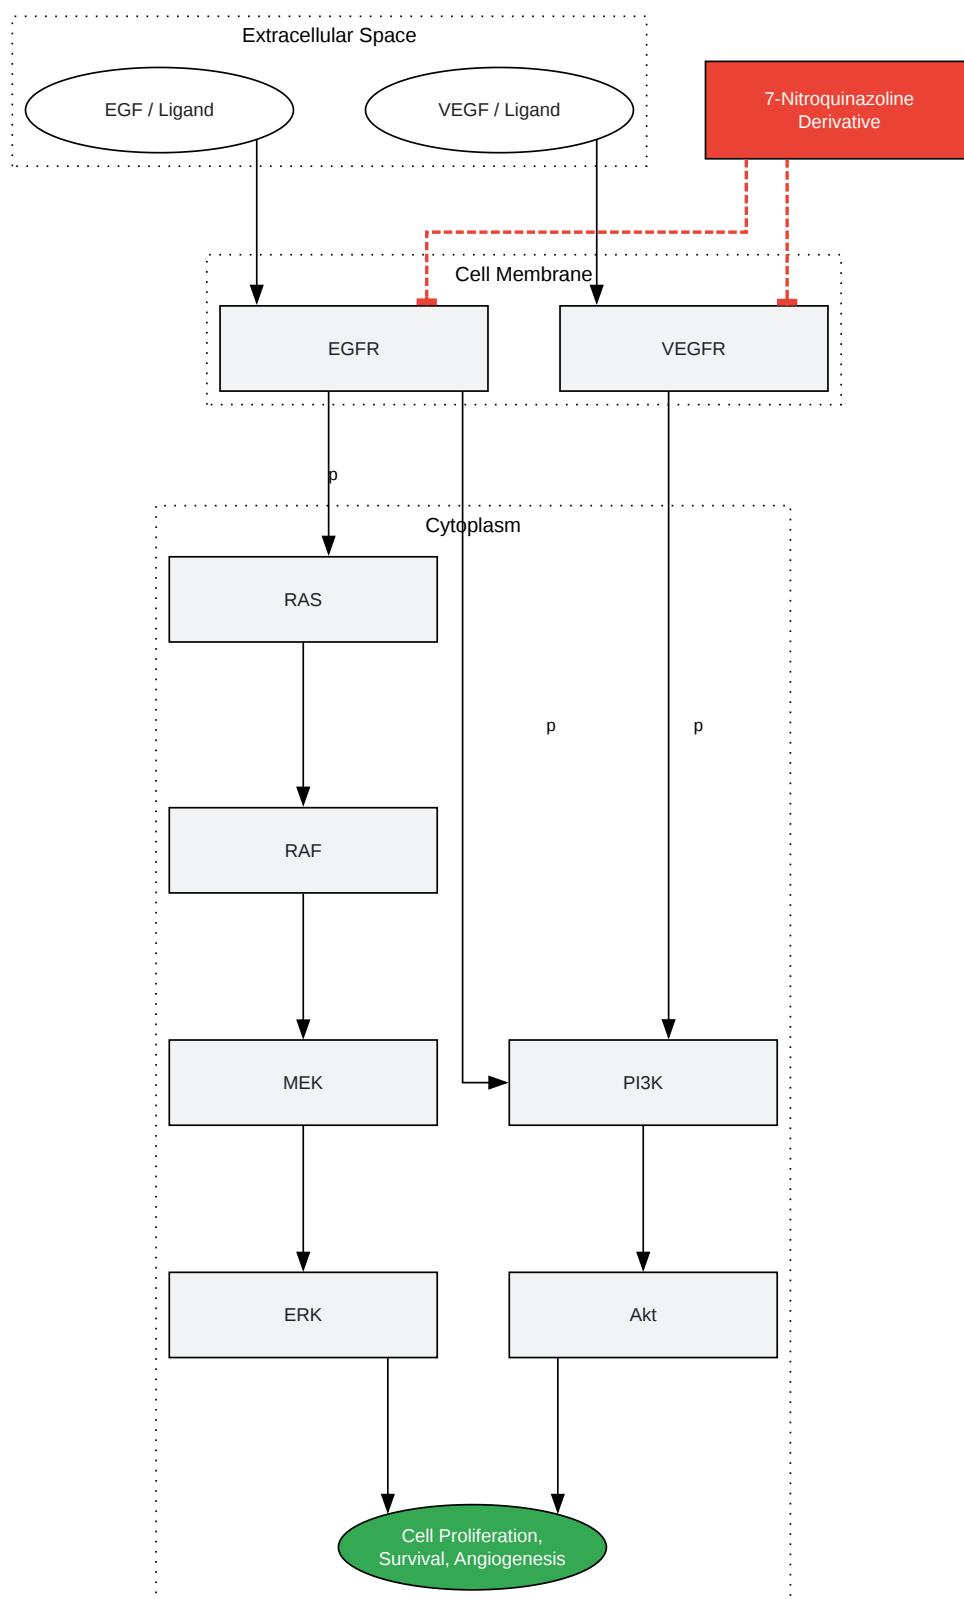 Extracellular Space
EGF / Ligand
VEGF / Ligand
7-Nitroquinazoline
Derivative
Cell Membrane
EGFR
VEGFR
p
Cytoplasm
RAS
p
p
RAF
MEK
PI3K
ERK
Akt
Cell Proliferation,
Survival, Angiogenesis